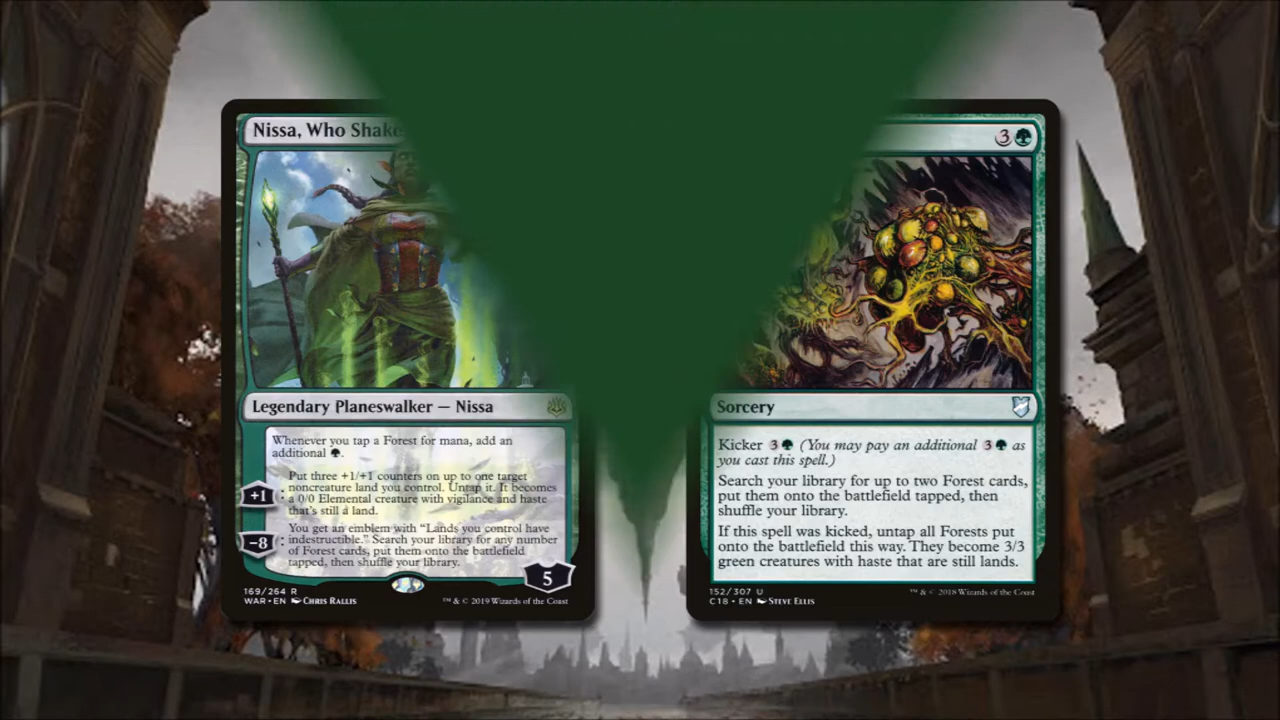 Nissa, Who Shake
3
Legendary Planeswalker — Nissa
Whenever you tap a Forest for mana, add an
additional .
+1 : Put three +1/+1 counters on up to one target
noncreature land you control. Untap it. It becomes
a 0/0 Elemental creature with vigilance and haste
that's still a land.
−8 : You get an emblem with “Lands you control have
indestructible.” Search your library for any number
of Forest cards, put them onto the battlefield
tapped, then shuffle your library.
5
169/264 R
WAR • EN Chris Rallis
™ & © 2019 Wizards of the Coast
Sorcery
Kicker 3 (You may pay an additional 3 as
you cast this spell.)
Search your library for up to two Forest cards,
put them onto the battlefield tapped, then
shuffle your library.
If this spell was kicked, untap all Forests put
onto the battlefield this way. They become 3/3
green creatures with haste that are still lands.
152/307 U
C18 • EN Steve Ellis
™ & © 2018 Wizards of the Coast